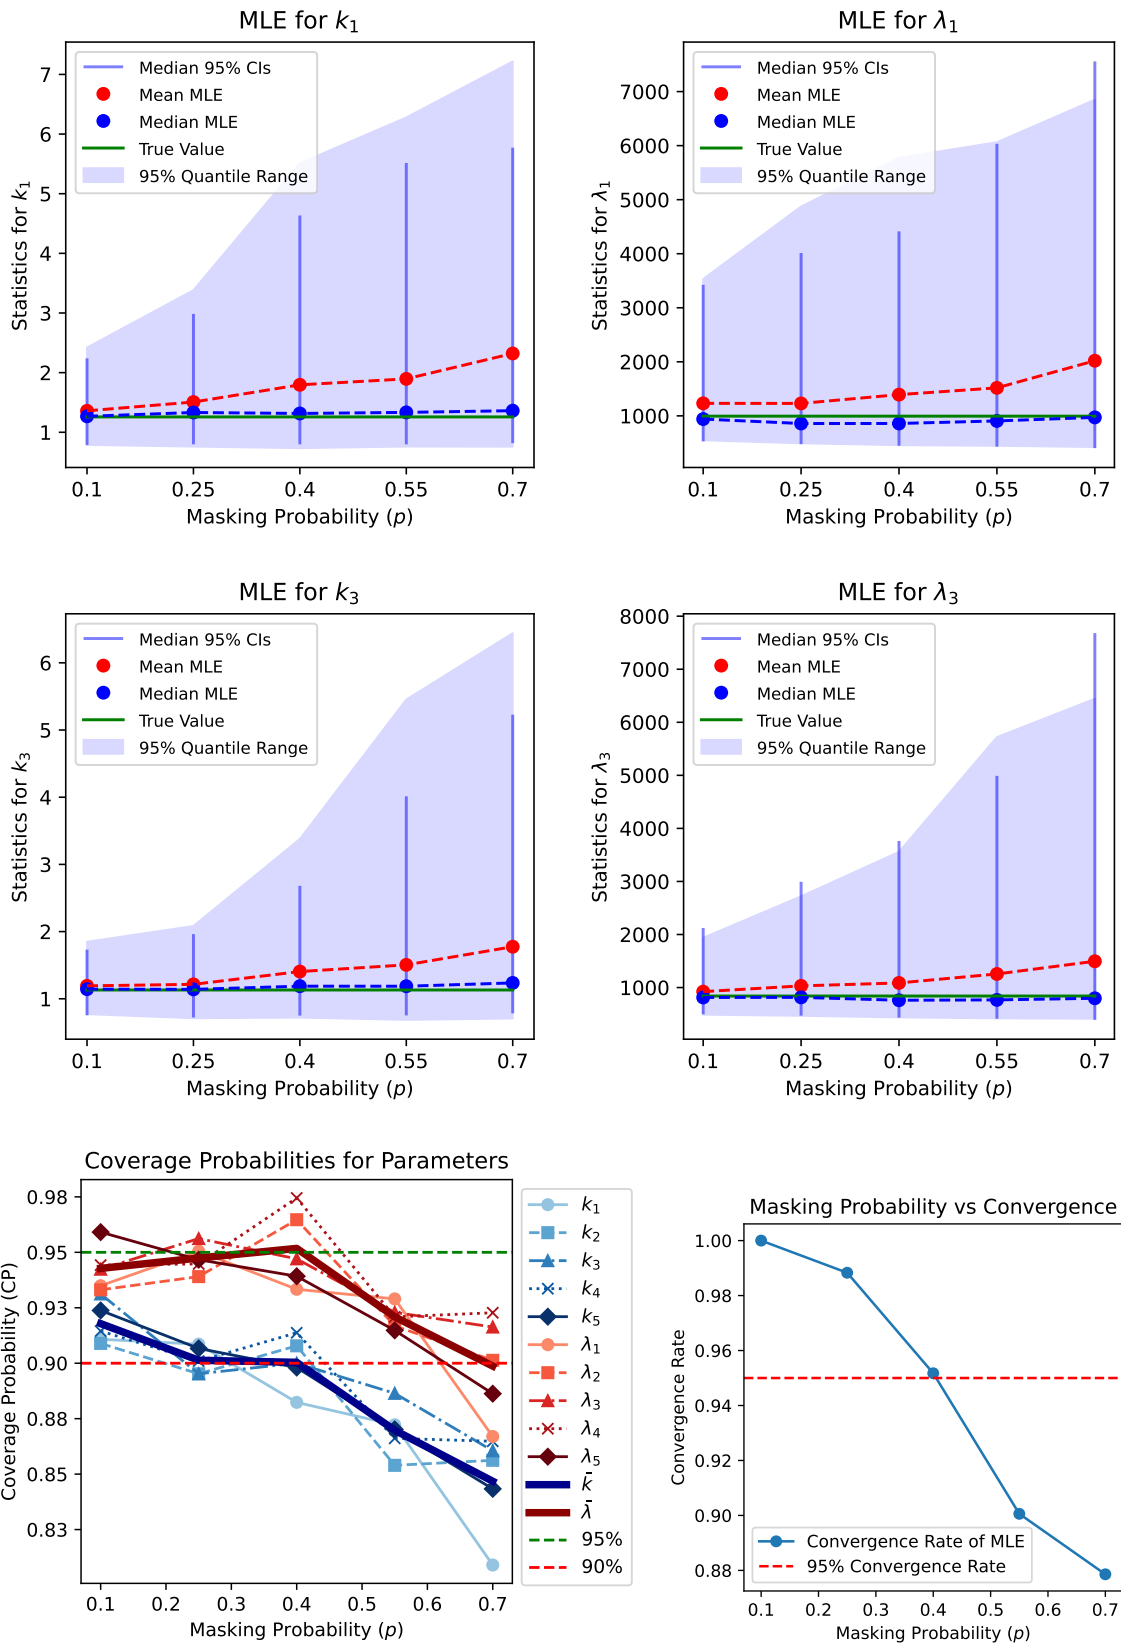 MLE for k₁
Statistics for k₁
7
6
5
4
3
2
1
Median 95% CIs
Mean MLE
Median MLE
True Value
95% Quantile Range
0.1 0.25 0.4 0.55 0.7
Masking Probability (p)
MLE for λ₁
Statistics for λ₁
7000
6000
5000
4000
3000
2000
1000
Median 95% CIs
Mean MLE
Median MLE
True Value
95% Quantile Range
0.1 0.25 0.4 0.55 0.7
Masking Probability (p)
MLE for k₃
Statistics for k₃
6
5
4
3
2
1
Median 95% CIs
Mean MLE
Median MLE
True Value
95% Quantile Range
0.1 0.25 0.4 0.55 0.7
Masking Probability (p)
MLE for λ₃
Statistics for λ₃
8000
7000
6000
5000
4000
3000
2000
1000
Median 95% CIs
Mean MLE
Median MLE
True Value
95% Quantile Range
0.1 0.25 0.4 0.55 0.7
Masking Probability (p)
Coverage Probabilities for Parameters
Coverage Probability (CP)
0.98
0.95
0.93
0.90
0.88
0.85
0.83
0.1 0.2 0.3 0.4 0.5 0.6 0.7
Masking Probability (p)
k₁
k₂
k₃
k₄
k₅
λ₁
λ₂
λ₃
λ₄
λ₅
k̄
λ̄
95%
90%
Masking Probability vs Convergence
Convergence Rate
1.00
0.98
0.96
0.94
0.92
0.90
0.88
Convergence Rate of MLE
95% Convergence Rate
0.1 0.2 0.3 0.4 0.5 0.6 0.7
Masking Probability (p)